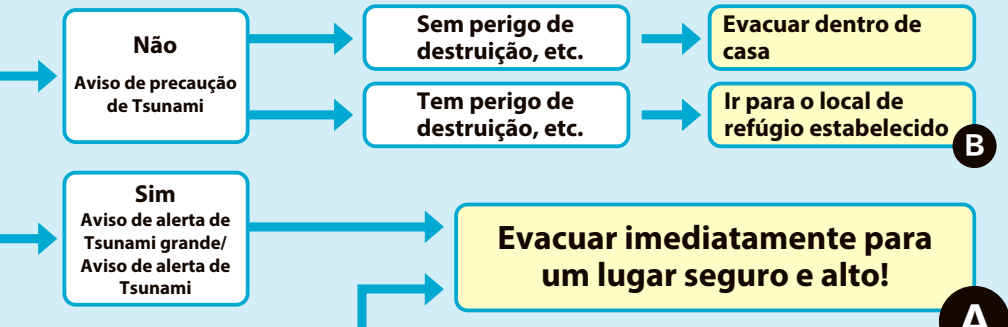 Não
Aviso de precaução
de Tsunami
Sem perigo de
destruição, etc.
Evacuar dentro de
casa
Tem perigo de
destruição, etc.
Ir para o local de
refúgio estabelecido
B
Sim
Aviso de alerta de
Tsunami grande/
Aviso de alerta de
Tsunami
Evacuar imediatamente para
um lugar seguro e alto!
A